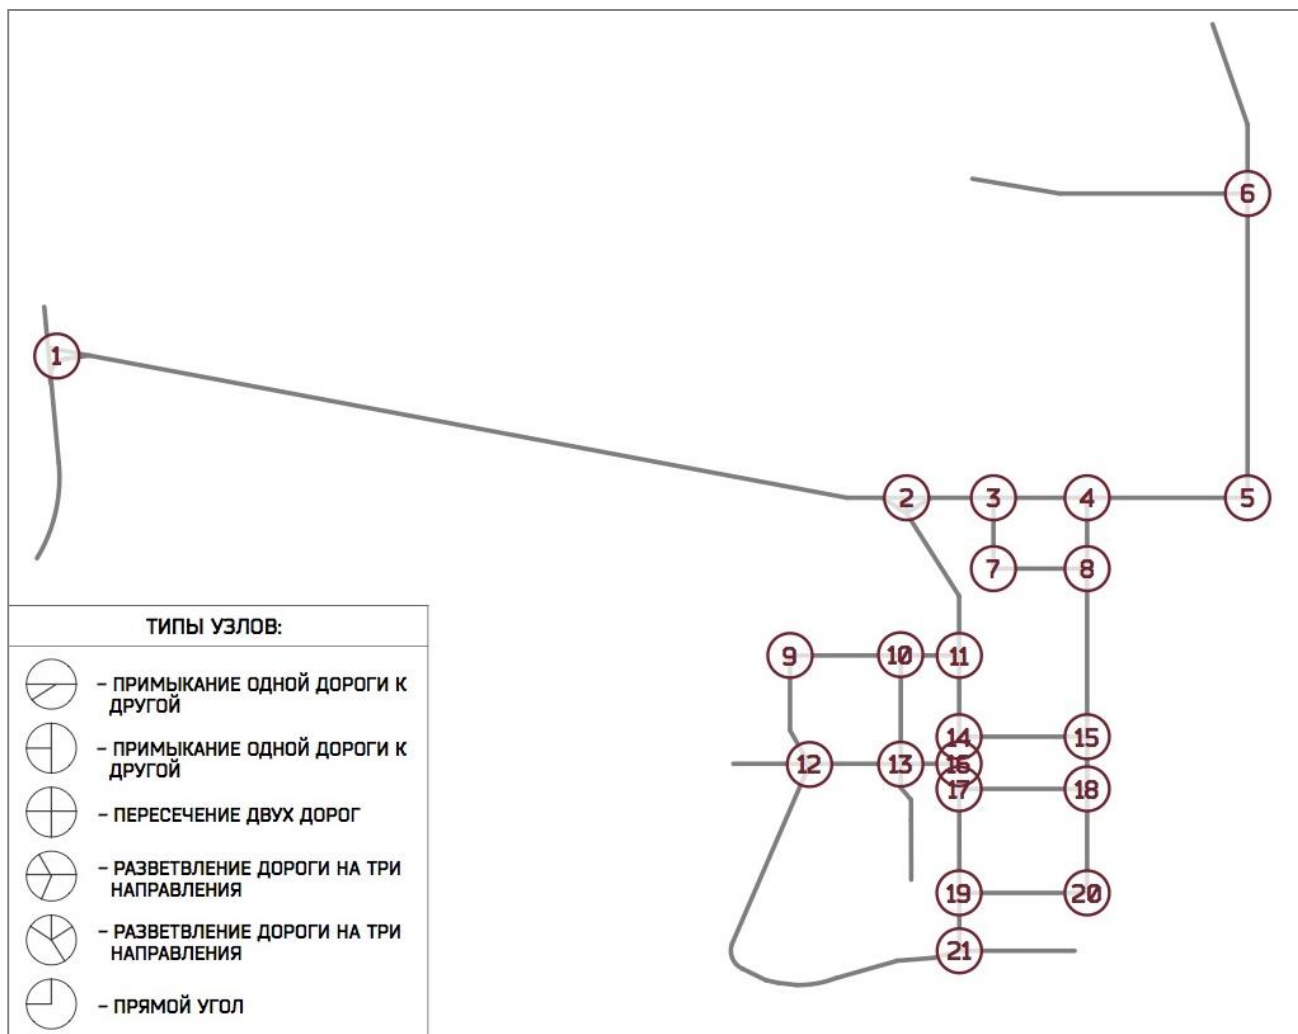 6
1
2
3
4
5
7
8
9
10
11
14
15
12
13
16
17
18
19
20
21
ТИПЫ УЗЛОВ:
– ПРИМЫКАНИЕ ОДНОЙ ДОРОГИ К
ДРУГОЙ
– ПРИМЫКАНИЕ ОДНОЙ ДОРОГИ К
ДРУГОЙ
– ПЕРЕСЕЧЕНИЕ ДВУХ ДОРОГ
– РАЗВЕТВЛЕНИЕ ДОРОГИ НА ТРИ
НАПРАВЛЕНИЯ
– РАЗВЕТВЛЕНИЕ ДОРОГИ НА ТРИ
НАПРАВЛЕНИЯ
– ПРЯМОЙ УГОЛ